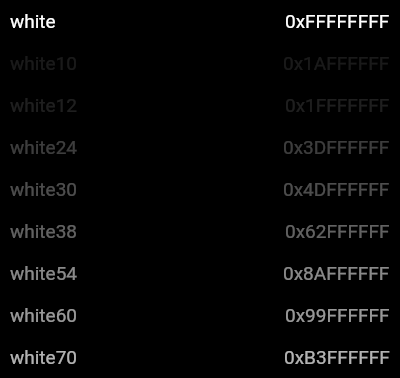 white 0xFFFFFFFF
white10 0x1AFFFFFF
white12 0x1FFFFFFF
white24 0x3DFFFFFF
white30 0x4DFFFFFF
white38 0x62FFFFFF
white54 0x8AFFFFFF
white60 0x99FFFFFF
white70 0xB3FFFFFF